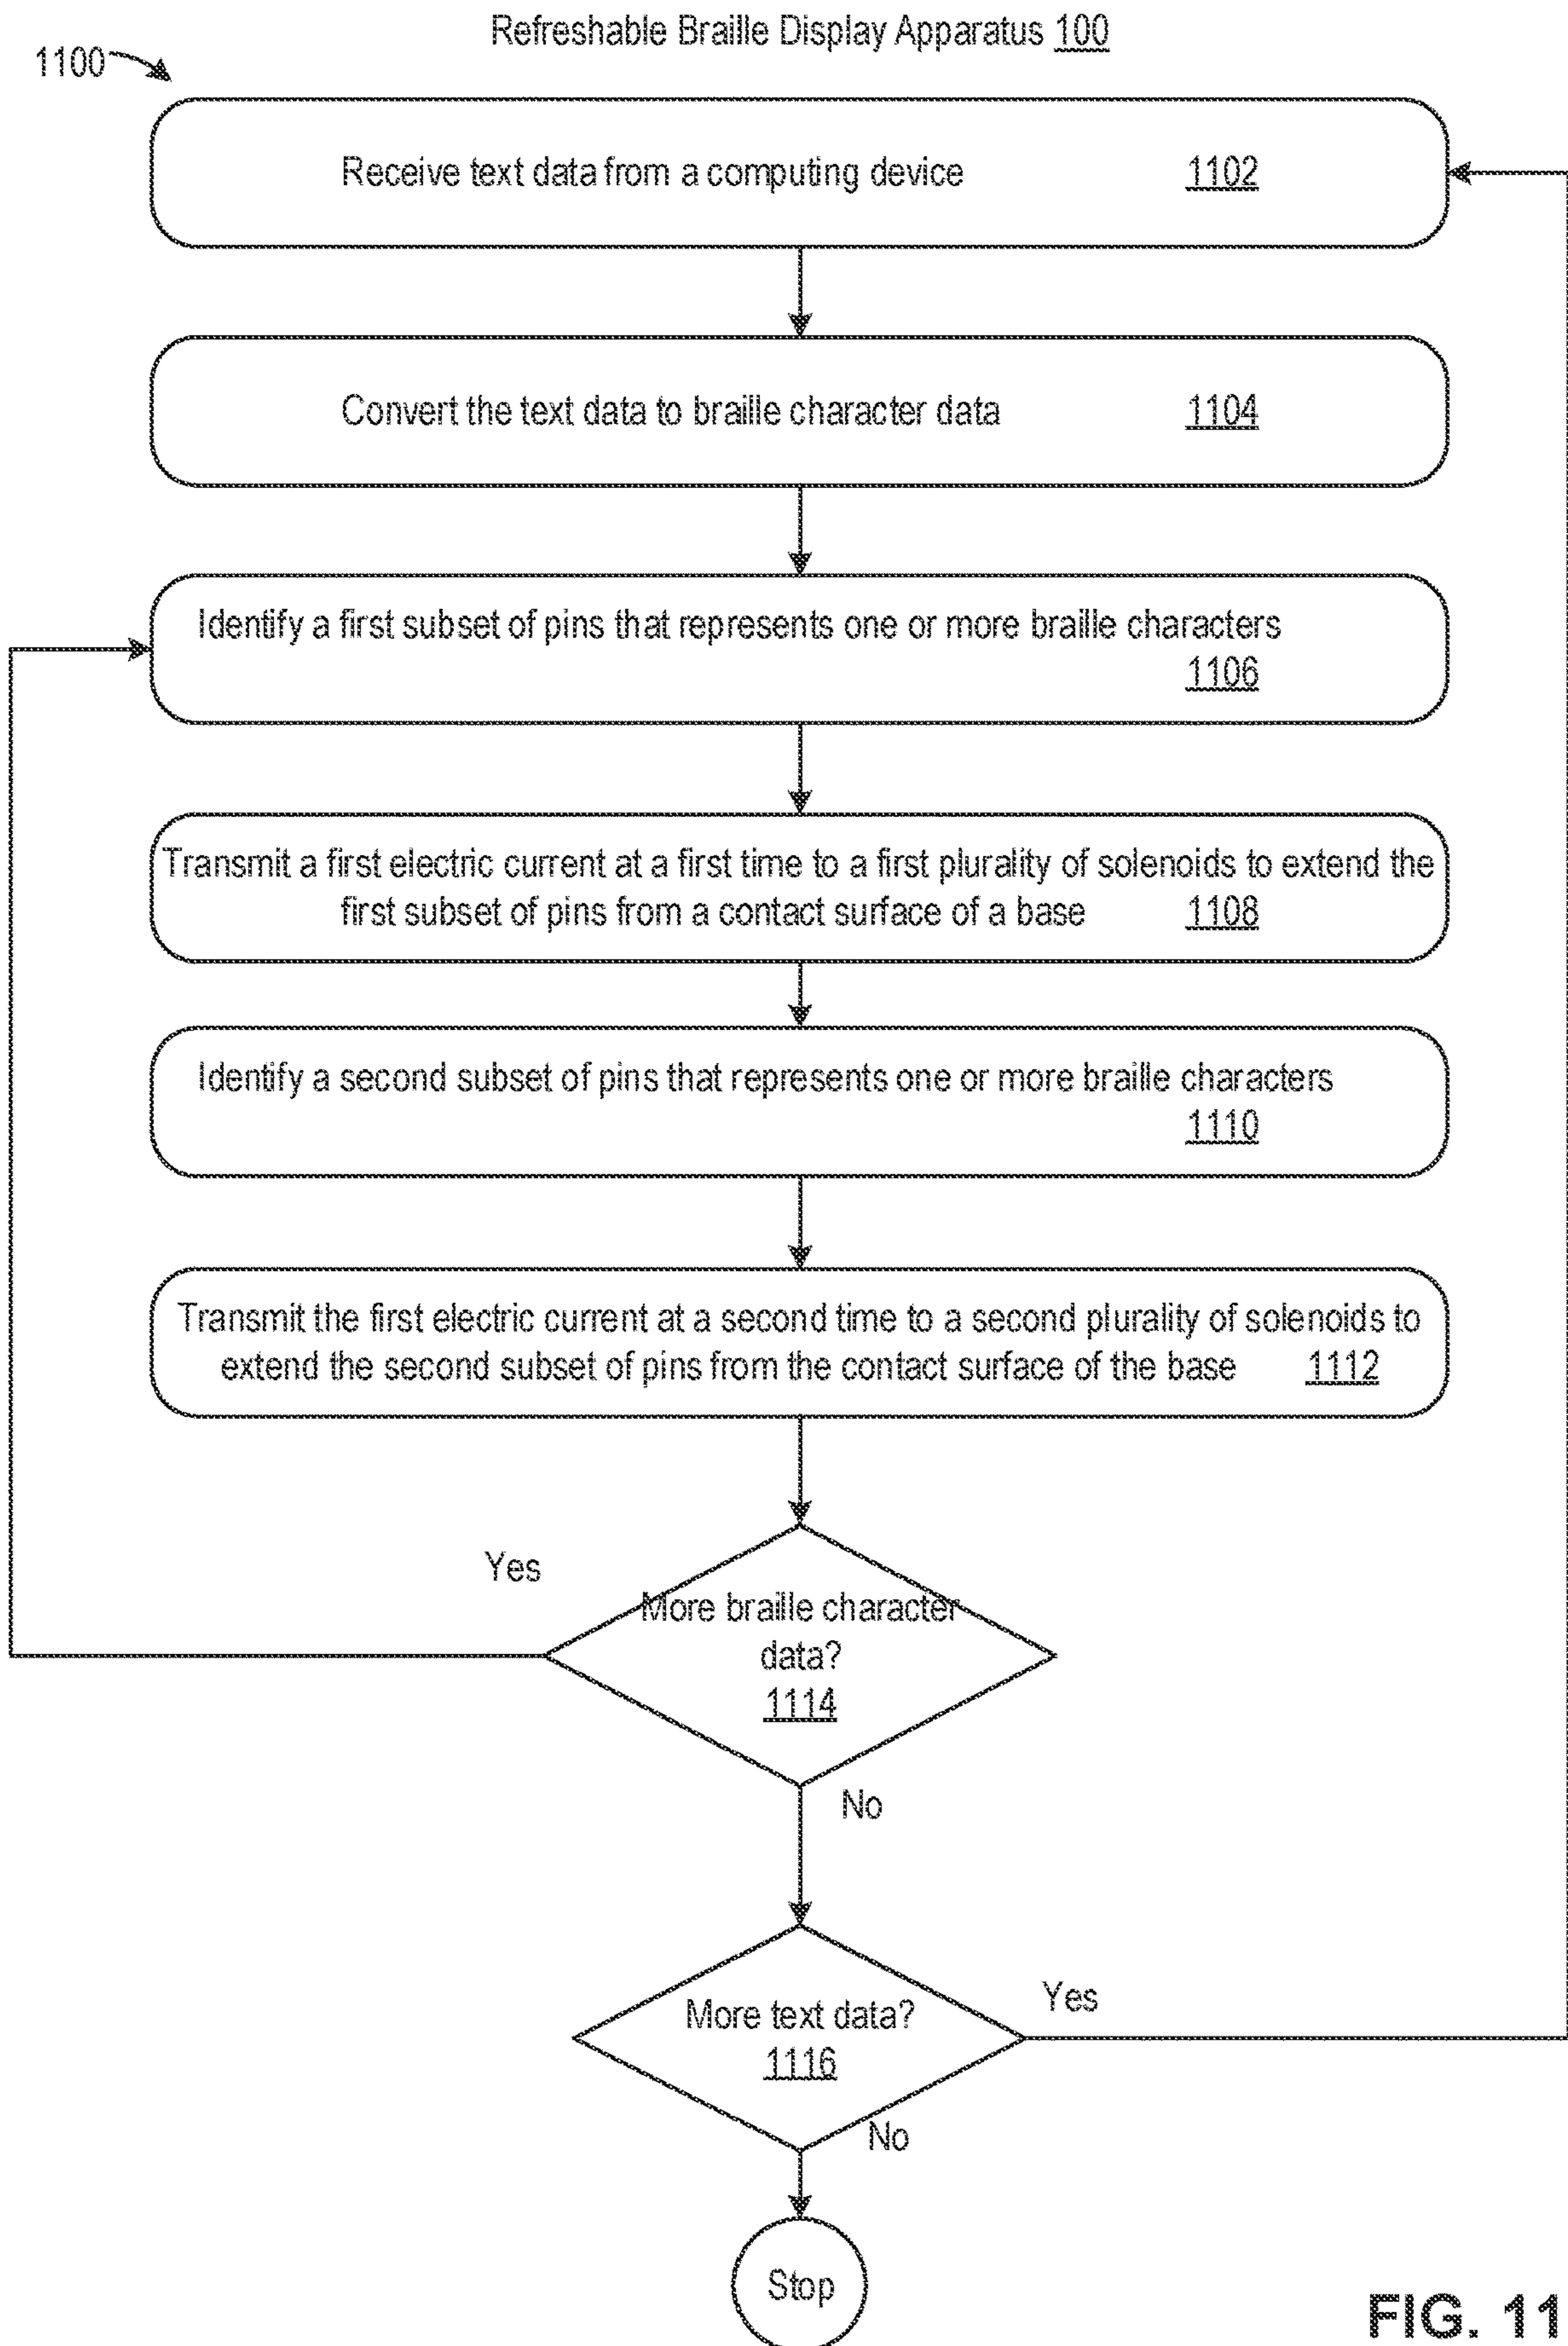 Refreshable Braille Display Apparatus 100
1100
Receive text data from a computing device 1102
Convert the text data to braille character data 1104
Identify a first subset of pins that represents one or more braille characters
1106
Transmit a first electric current at a first time to a first plurality of solenoids to extend the
first subset of pins from a contact surface of a base 1108
Identify a second subset of pins that represents one or more braille characters
1110
Transmit the first electric current at a second time to a second plurality of solenoids to
extend the second subset of pins from the contact surface of the base 1112
Yes
More braille character
data?
1114
No
Yes
More text data?
1116
No
Stop
FIG. 11